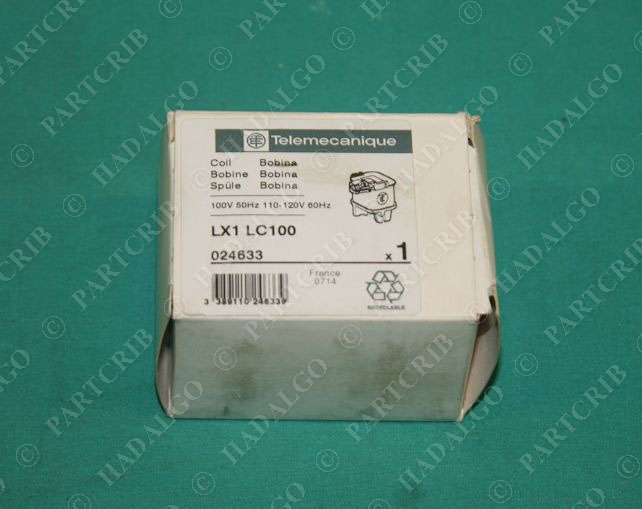 Telemecanique
Coil Bobina
Bobine Bobina
Spüle Bobina
100V 50Hz 110-120V 60Hz
LX1 LC100
024633
x 1
France
0714
3 389110 246339
RECYCLABLE
© PARTCRIB
© HADALGO